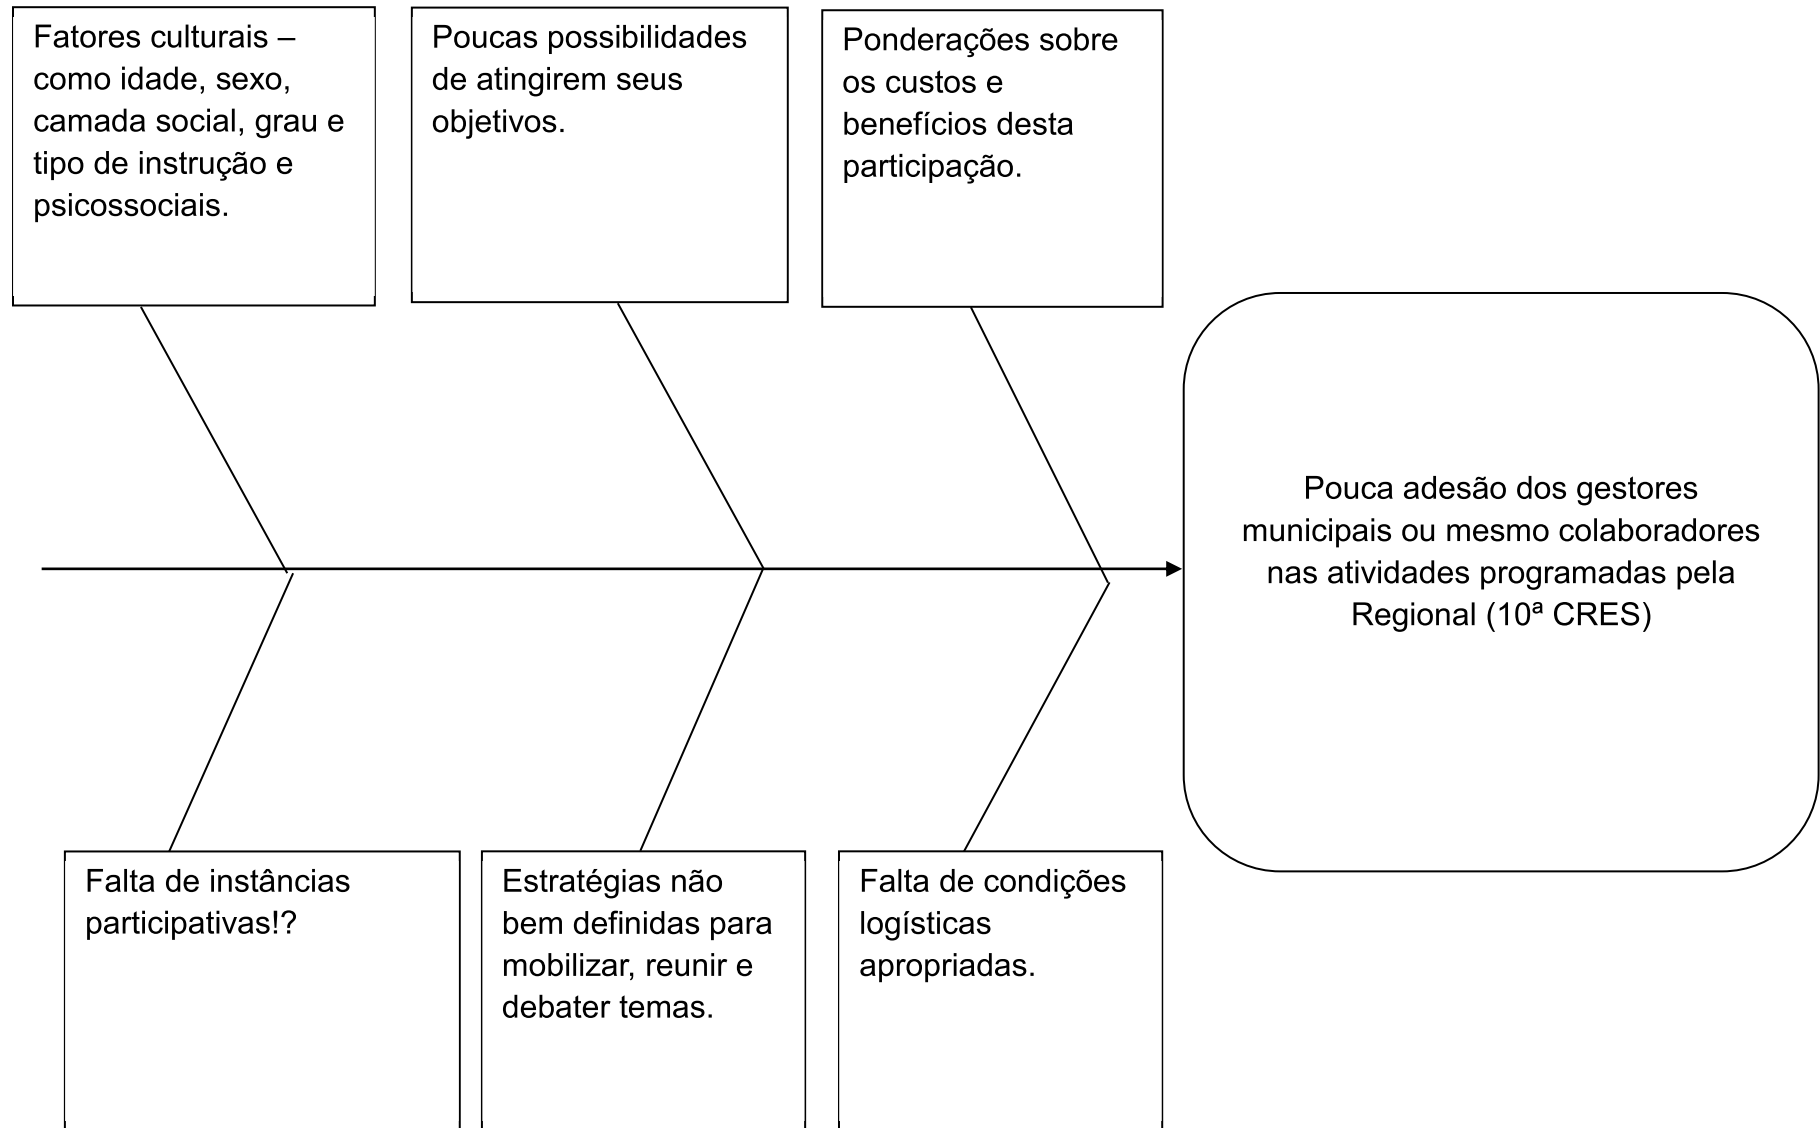 Fatores culturais –
como idade, sexo,
camada social, grau e
tipo de instrução e
psicossociais.
Poucas possibilidades
de atingirem seus
objetivos.
Ponderações sobre
os custos e
benefícios desta
participação.
Pouca adesão dos gestores
municipais ou mesmo colaboradores
nas atividades programadas pela
Regional (10ª CRES)
Falta de instâncias
participativas!?
Estratégias não
bem definidas para
mobilizar, reunir e
debater temas.
Falta de condições
logísticas
apropriadas.